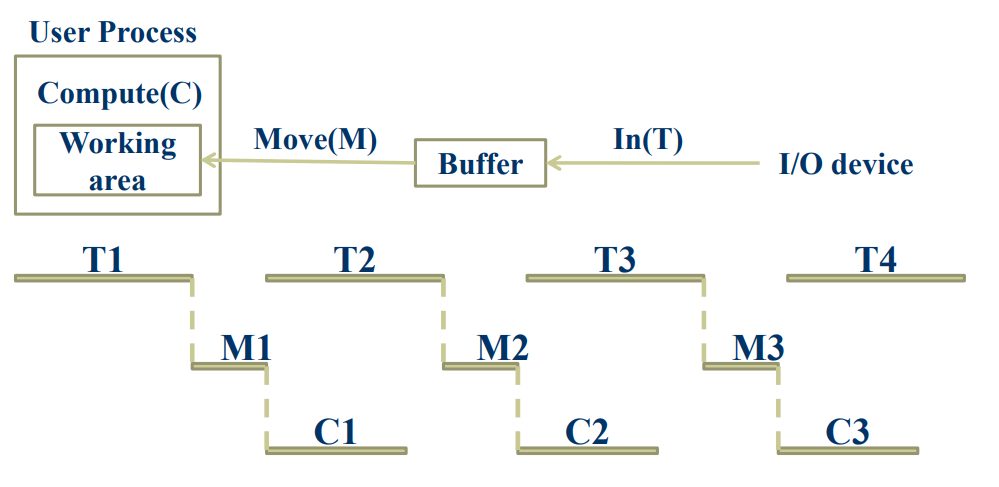 User Process
Compute(C)
Working
area
Move(M)
Buffer
In(T)
I/O device
T1
T2
T3
T4
M1
M2
M3
C1
C2
C3